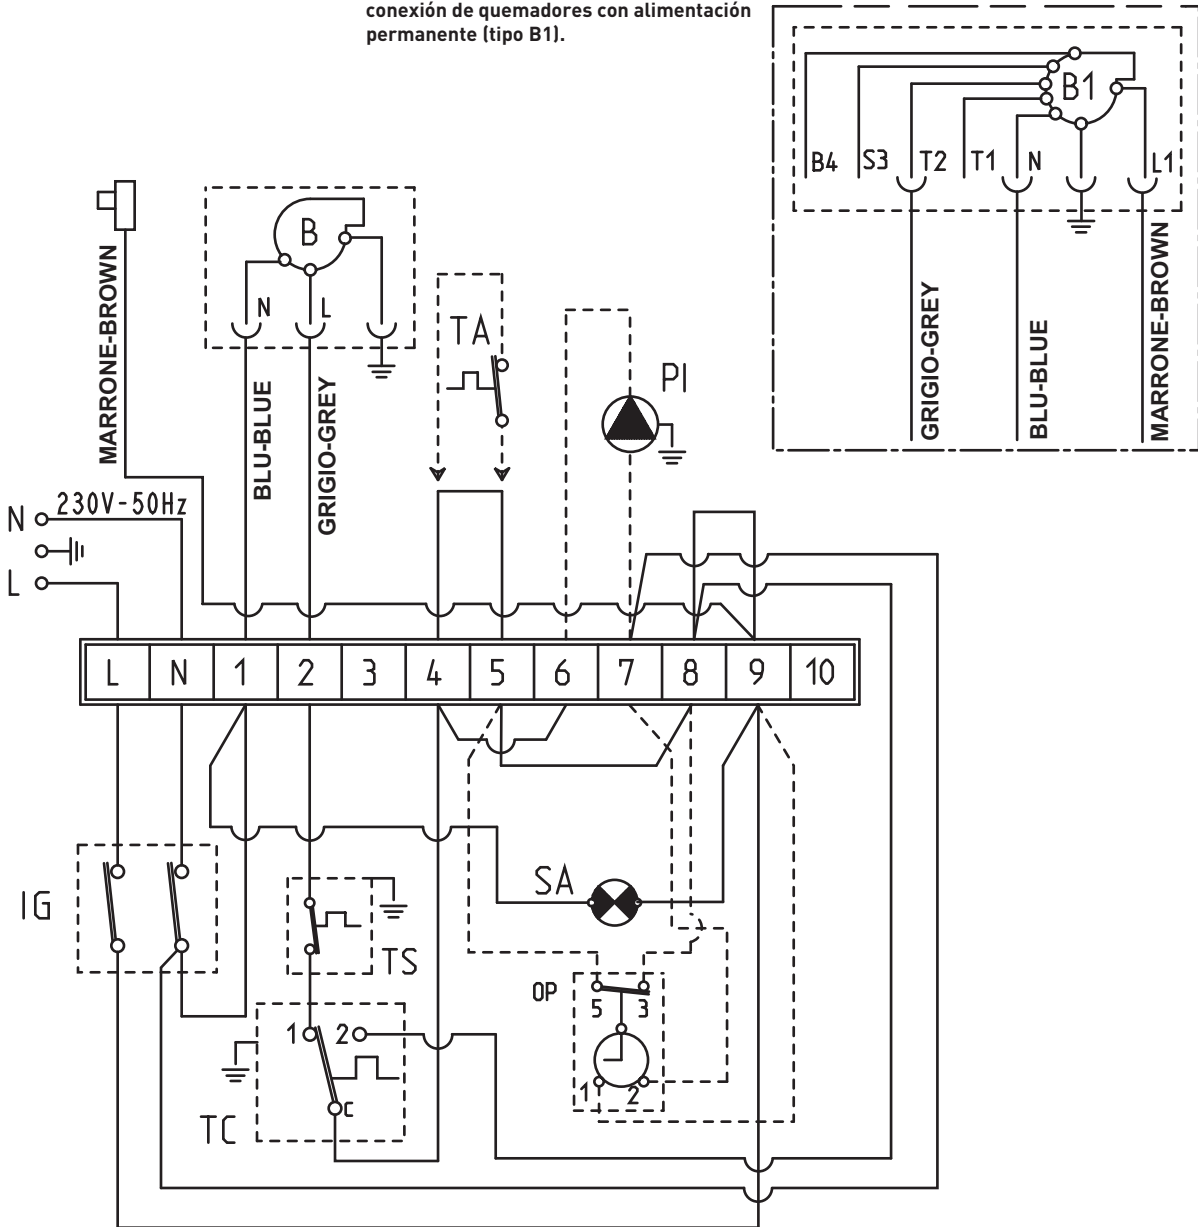 conexión de quemadores con alimentación
permanente (tipo B1).
B1
B4 S3 T2 T1 N L1
GRIGIO-GREY
BLU-BLUE
MARRONE-BROWN
MARRONE-BROWN
B
N L
BLU-BLUE
GRIGIO-GREY
TA
PI
N 230V-50Hz
L
L N 1 2 3 4 5 6 7 8 9 10
IG
SA
TS
OP
5 3
1 2
1 2
C
TC